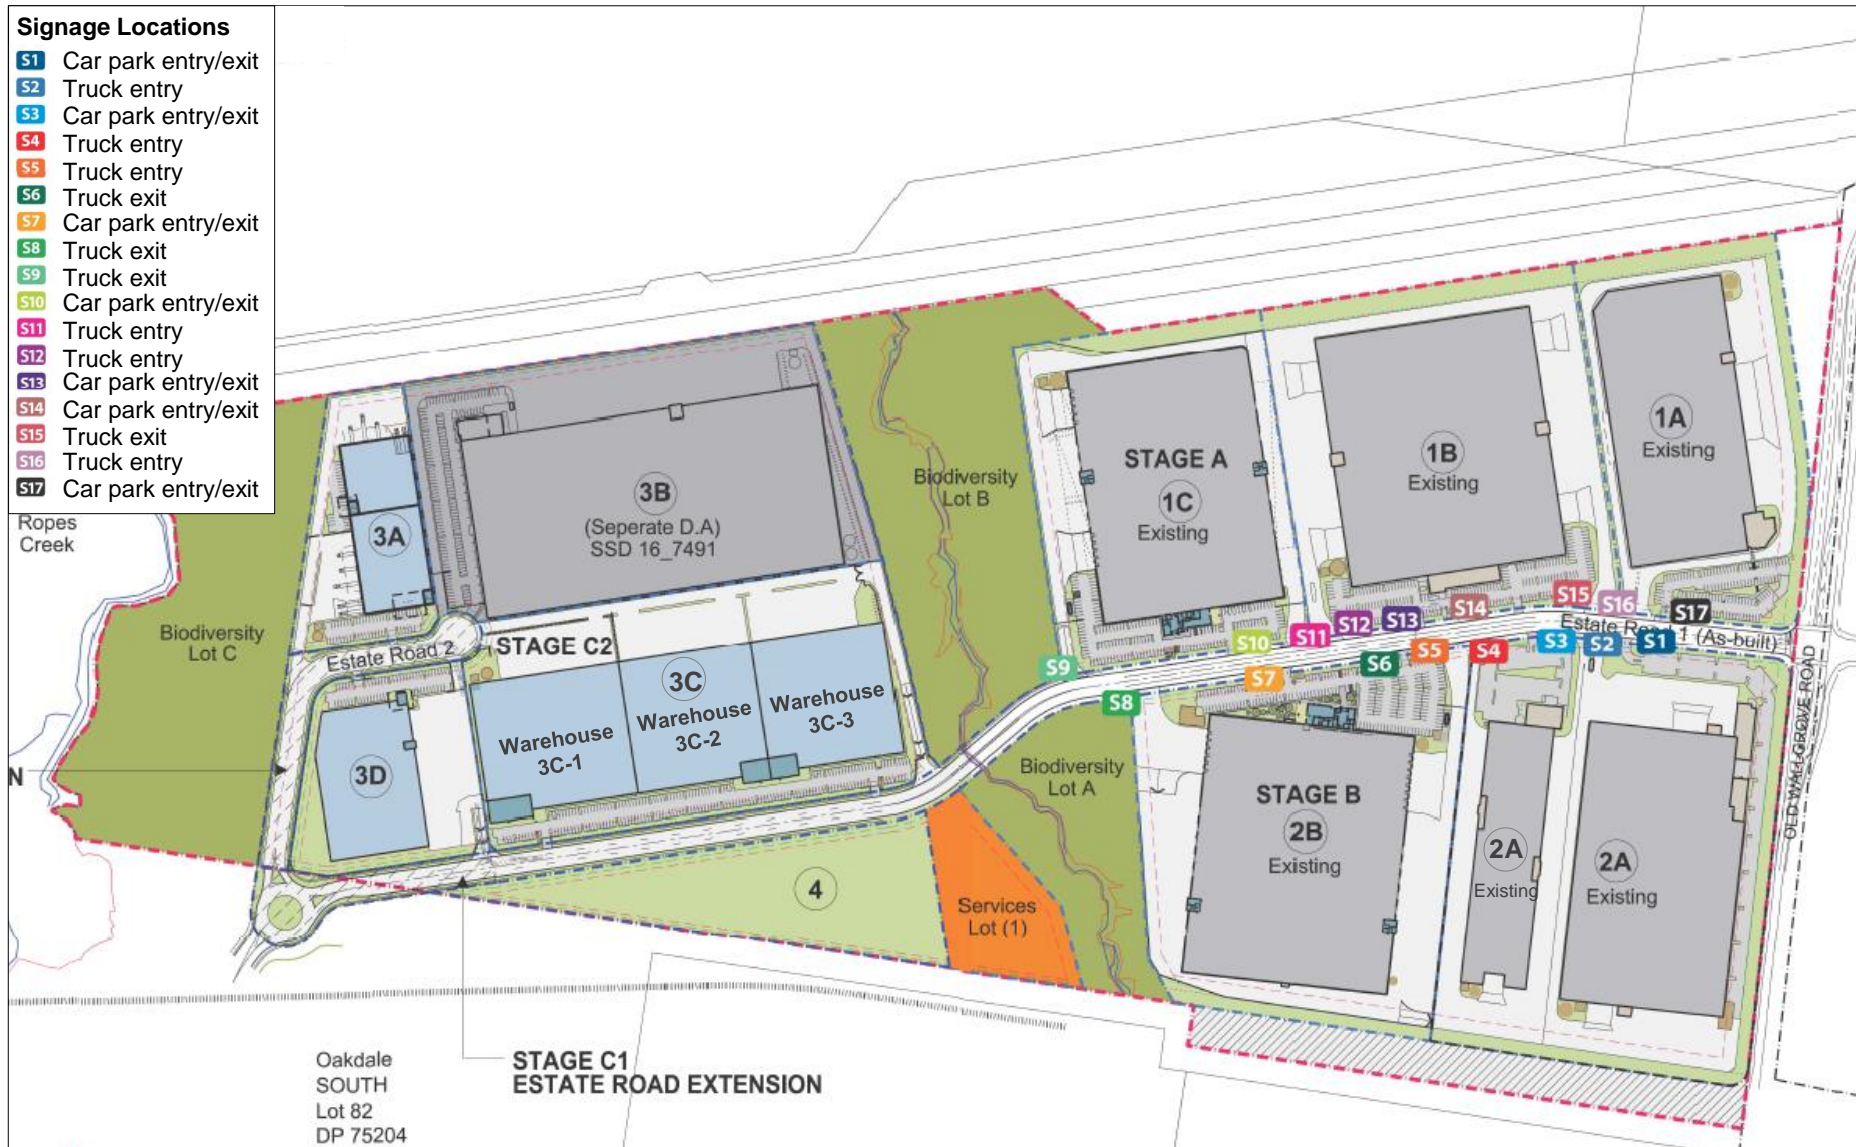 Signage Locations
S1 Car park entry/exit
S2 Truck entry
S3 Car park entry/exit
S4 Truck entry
S5 Truck entry
S6 Truck exit
S7 Car park entry/exit
S8 Truck exit
S9 Truck exit
S10 Car park entry/exit
S11 Truck entry
S12 Truck entry
S13 Car park entry/exit
S14 Car park entry/exit
S15 Truck exit
S16 Truck entry
S17 Car park entry/exit
Ropes
Creek
Biodiversity
Lot C
N
3A
3B
(Seperate D.A)
SSD 16_7491
Estate Road 2
STAGE C2
3C
Warehouse
3C-1
Warehouse
3C-2
Warehouse
3C-3
3D
4
Services
Lot (1)
Biodiversity
Lot B
Biodiversity
Lot A
STAGE A
1C
Existing
1B
Existing
1A
Existing
S9
S10
S11
S12
S13
S14
S15
S16
S17
Estate Road 1 (As-built)
S8
S7
S6
S5
S4
S3
S2
S1
STAGE B
2B
Existing
2A
Existing
2A
Existing
OLD WALLGROVE ROAD
STAGE C1
ESTATE ROAD EXTENSION
Oakdale
SOUTH
Lot 82
DP 75204